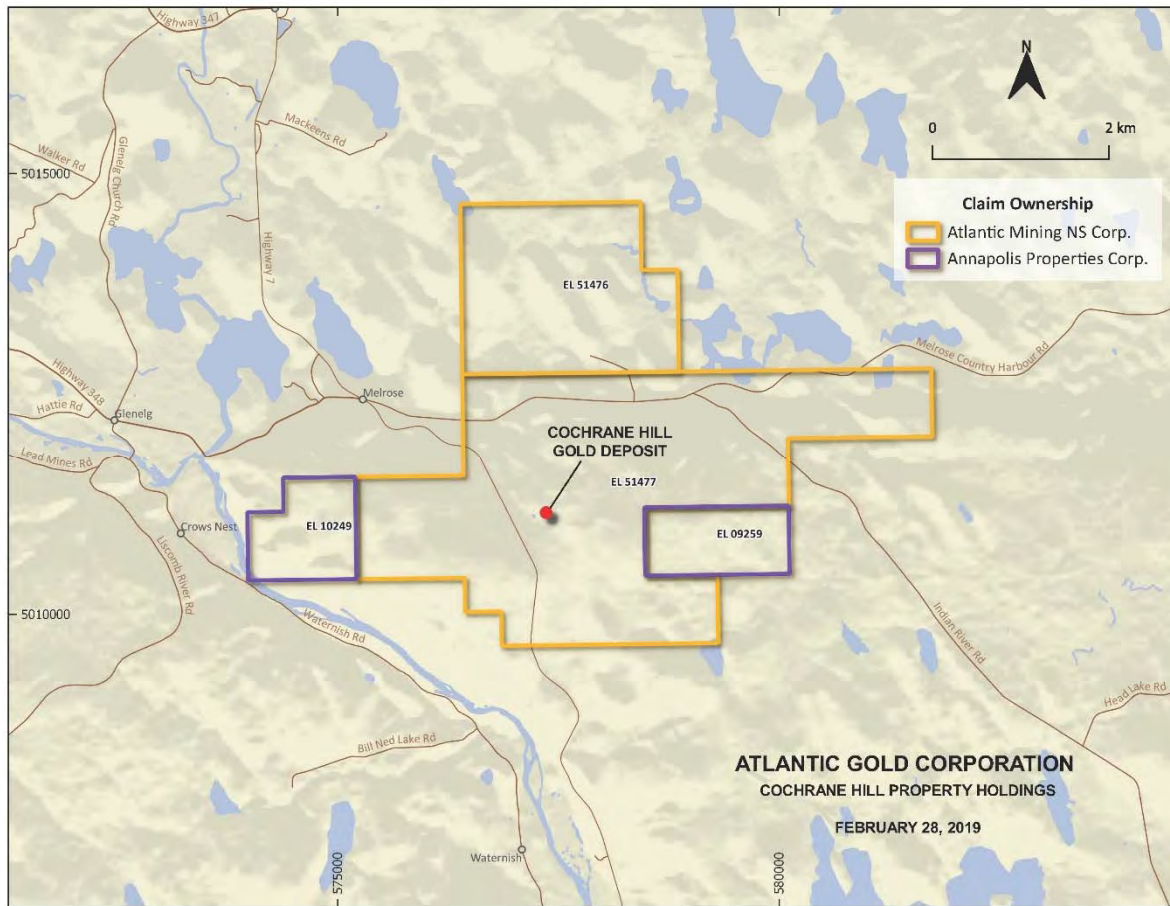 Highway 347
N
0 2 km
Mackeens Rd
Walker Rd
Glenelg Church Rd
5015000
Claim Ownership
Atlantic Mining NS Corp.
Annapolis Properties Corp.
Highway 7
EL 51476
Melrose Country Harbour Rd
Highway 348
Melrose
Hattie Rd
Glenelg
COCHRANE HILL
GOLD DEPOSIT
Lead Mines Rd
EL 51477
Crows Nest
EL 10249
EL 09259
Liscomb River Rd
5010000
Waternish Rd
Indian River Rd
Head Lake Rd
Bill Ned Lake Rd
ATLANTIC GOLD CORPORATION
COCHRANE HILL PROPERTY HOLDINGS
FEBRUARY 28, 2019
Waternish
575000
580000